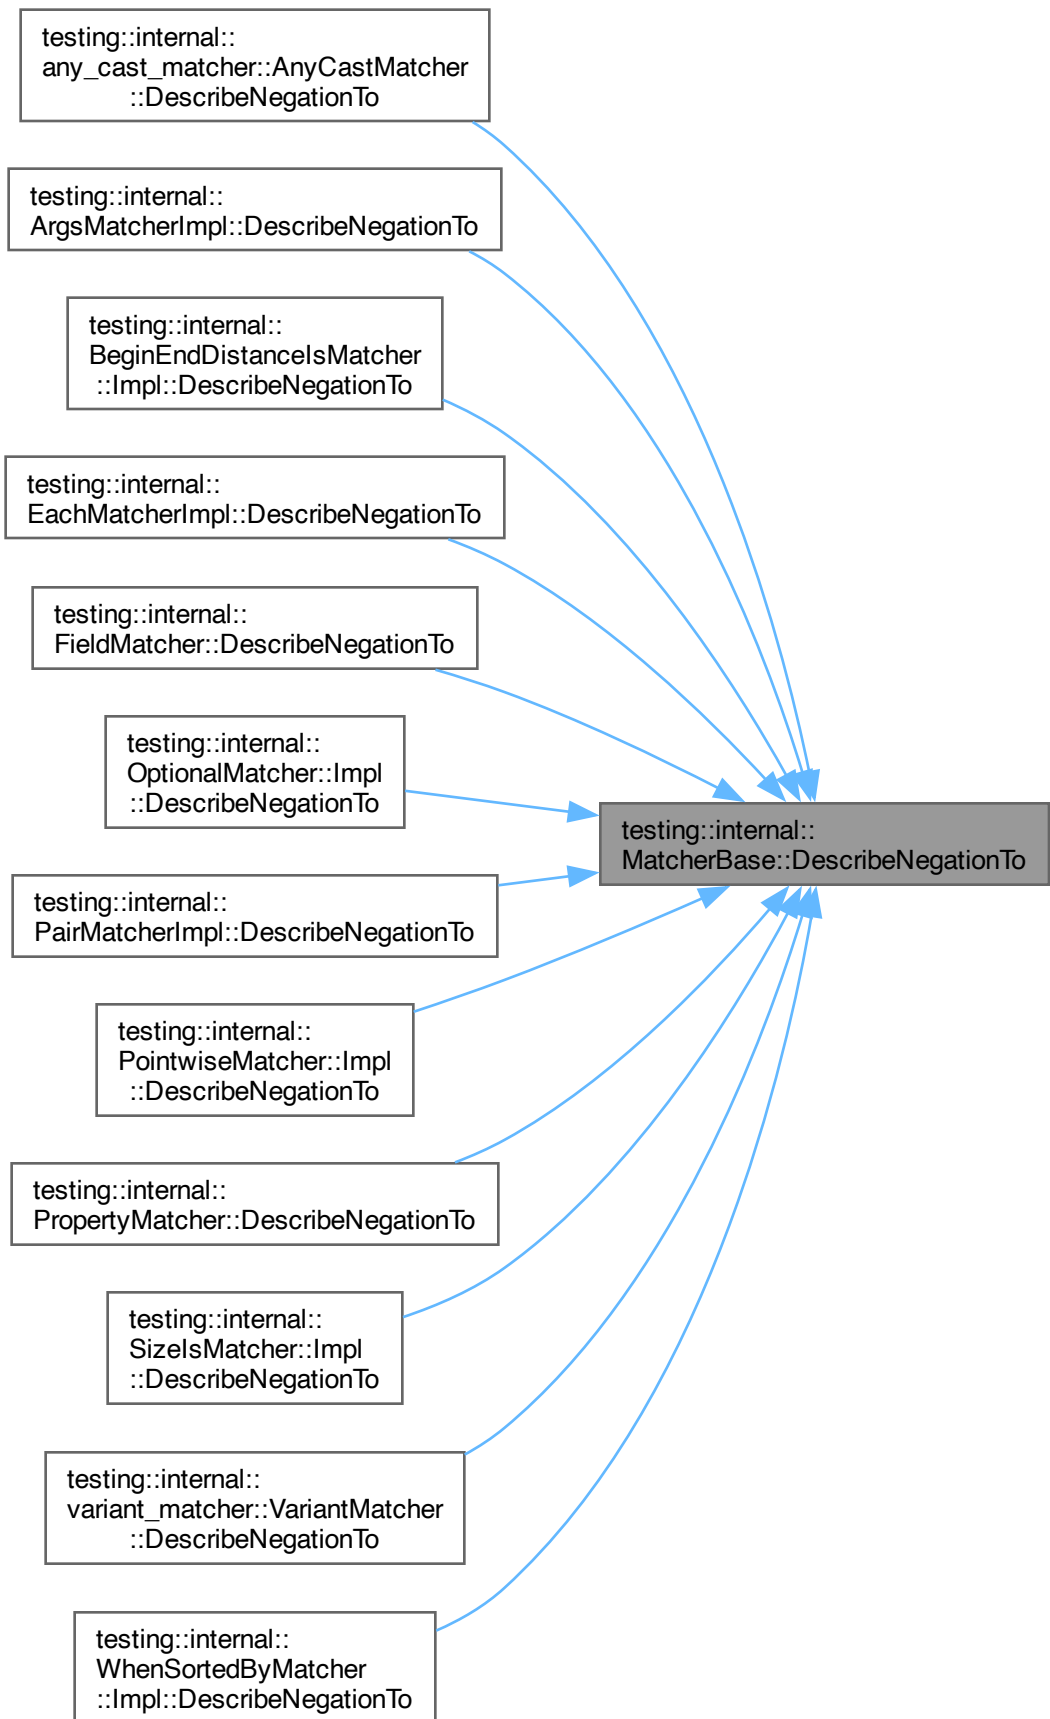 testing::internal::
any_cast_matcher::AnyCastMatcher
::DescribeNegationTo
testing::internal::
ArgsMatcherImpl::DescribeNegationTo
testing::internal::
BeginEndDistanceIsMatcher
::Impl::DescribeNegationTo
testing::internal::
EachMatcherImpl::DescribeNegationTo
testing::internal::
FieldMatcher::DescribeNegationTo
testing::internal::
OptionalMatcher::Impl
::DescribeNegationTo
testing::internal::
MatcherBase::DescribeNegationTo
testing::internal::
PairMatcherImpl::DescribeNegationTo
testing::internal::
PointwiseMatcher::Impl
::DescribeNegationTo
testing::internal::
PropertyMatcher::DescribeNegationTo
testing::internal::
SizeIsMatcher::Impl
::DescribeNegationTo
testing::internal::
variant_matcher::VariantMatcher
::DescribeNegationTo
testing::internal::
WhenSortedByMatcher
::Impl::DescribeNegationTo